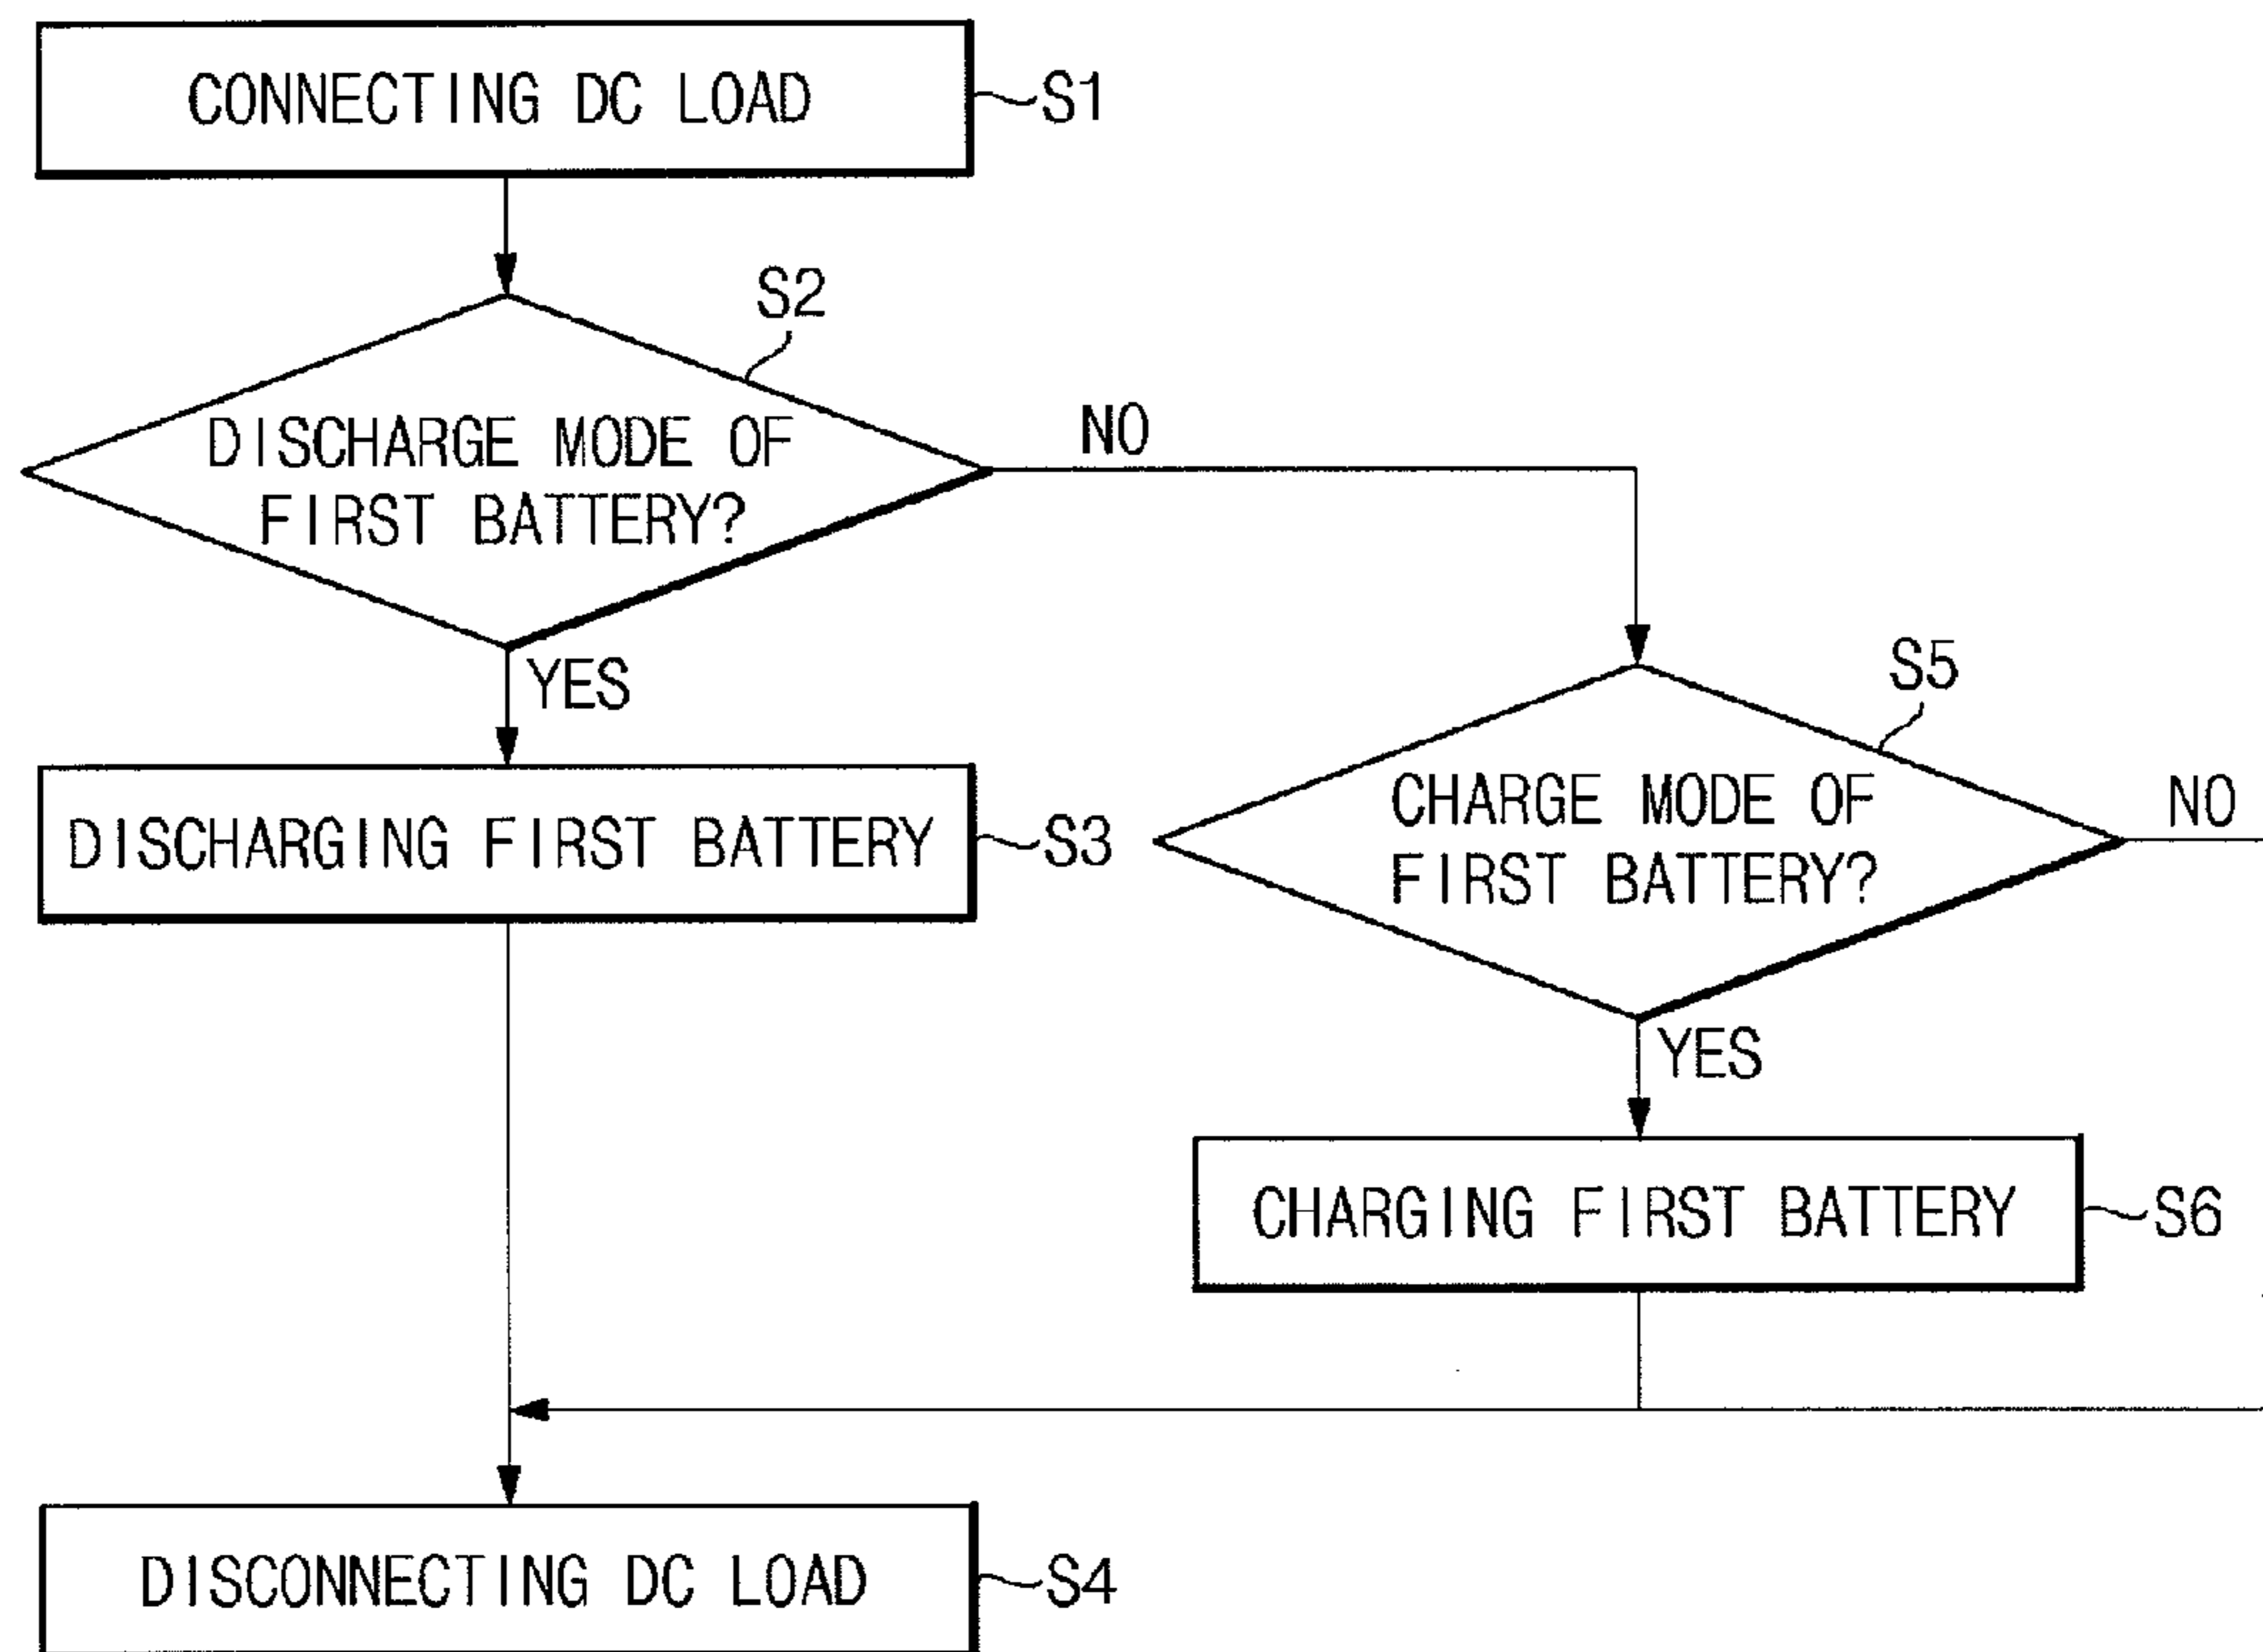 CONNECTING DC LOAD
S1
S2
DISCHARGE MODE OF
FIRST BATTERY?
NO
YES
DISCHARGING FIRST BATTERY
S3
S5
CHARGE MODE OF
FIRST BATTERY?
NO
YES
CHARGING FIRST BATTERY
S6
DISCONNECTING DC LOAD
S4